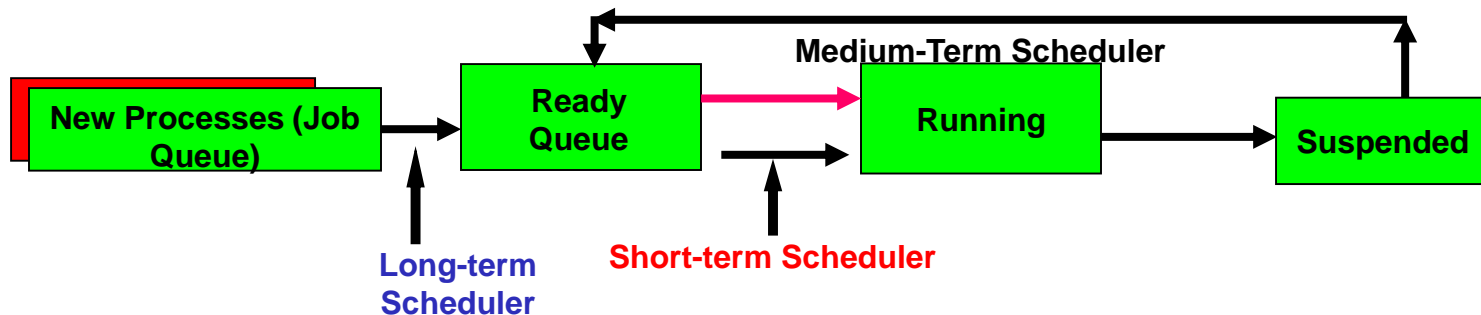 Medium-Term Scheduler
New Processes (Job
Queue)
Ready
Queue
Running
Suspended
Long-term
Scheduler
Short-term Scheduler